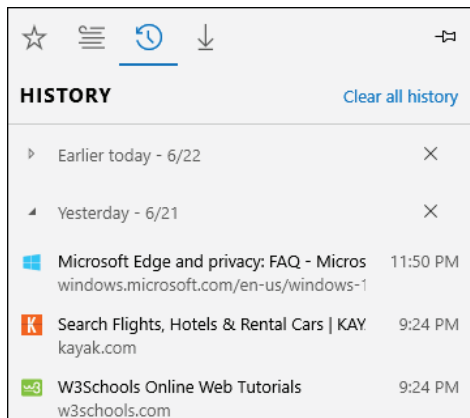 HISTORY Clear all history
Earlier today - 6/22
Yesterday - 6/21
Microsoft Edge and privacy: FAQ - Micros 11:50 PM
windows.microsoft.com/en-us/windows-1
K Search Flights, Hotels & Rental Cars | KAY. 9:24 PM
kayak.com
w3 W3Schools Online Web Tutorials 9:24 PM
w3schools.com